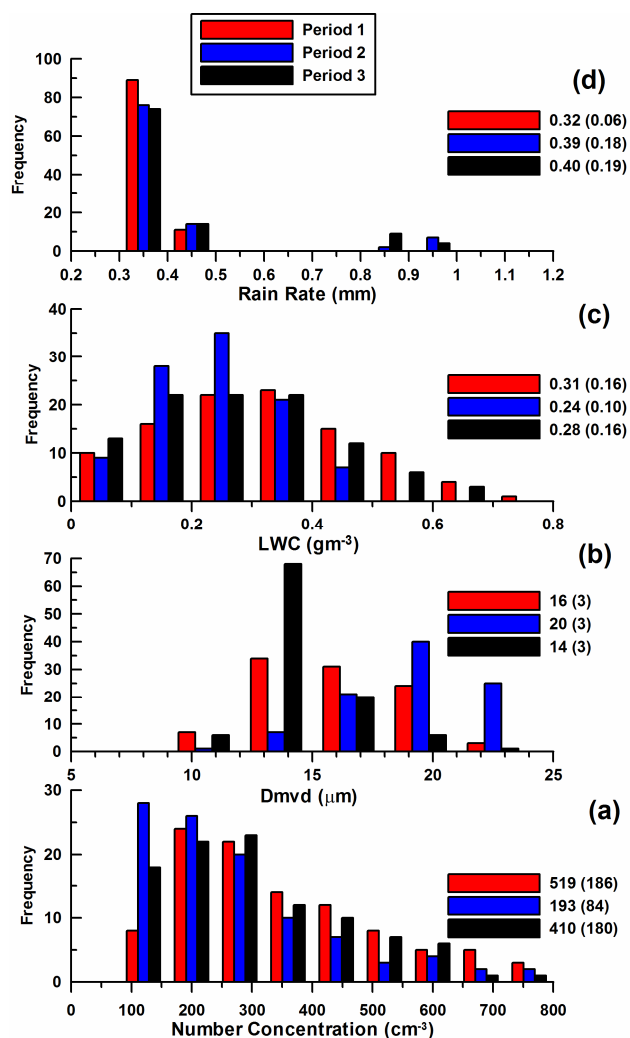 Period 1
Period 2
Period 3
(d)
100
80
60
40
20
0
Frequency
0.32 (0.06)
0.39 (0.18)
0.40 (0.19)
0.2 0.3 0.4 0.5 0.6 0.7 0.8 0.9 1 1.1 1.2
Rain Rate (mm)
(c)
40
30
20
10
0
Frequency
0.31 (0.16)
0.24 (0.10)
0.28 (0.16)
0 0.2 0.4 0.6 0.8
LWC (gm-3)
(b)
70
60
50
40
30
20
10
0
Frequency
16 (3)
20 (3)
14 (3)
5 10 15 20 25
Dmvd (μm)
(a)
30
20
10
0
Frequency
519 (186)
193 (84)
410 (180)
0 100 200 300 400 500 600 700 800
Number Concentration (cm-3)